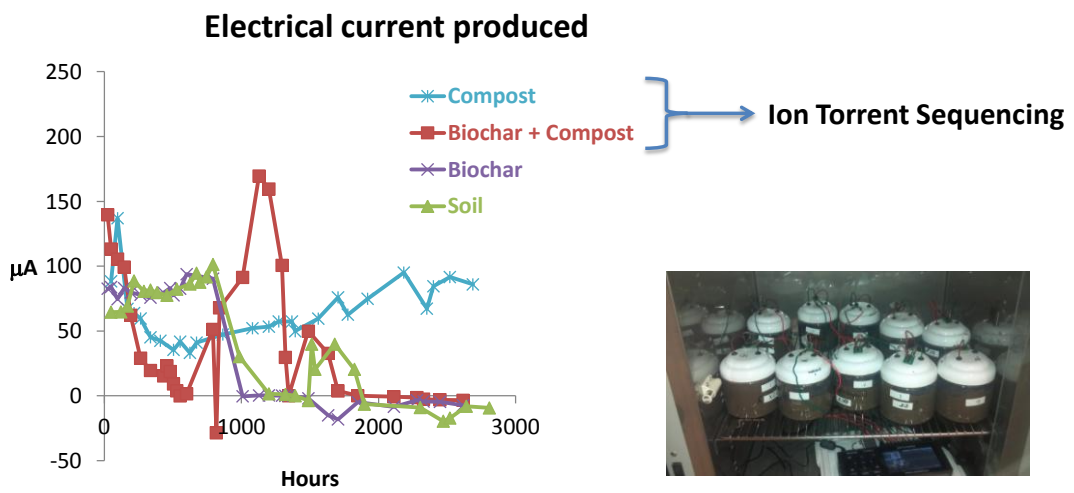 Electrical current produced
250
200
150
100
50
0
-50
µA
0
1000
2000
3000
Hours
Compost
Biochar + Compost
Biochar
Soil
Ion Torrent Sequencing